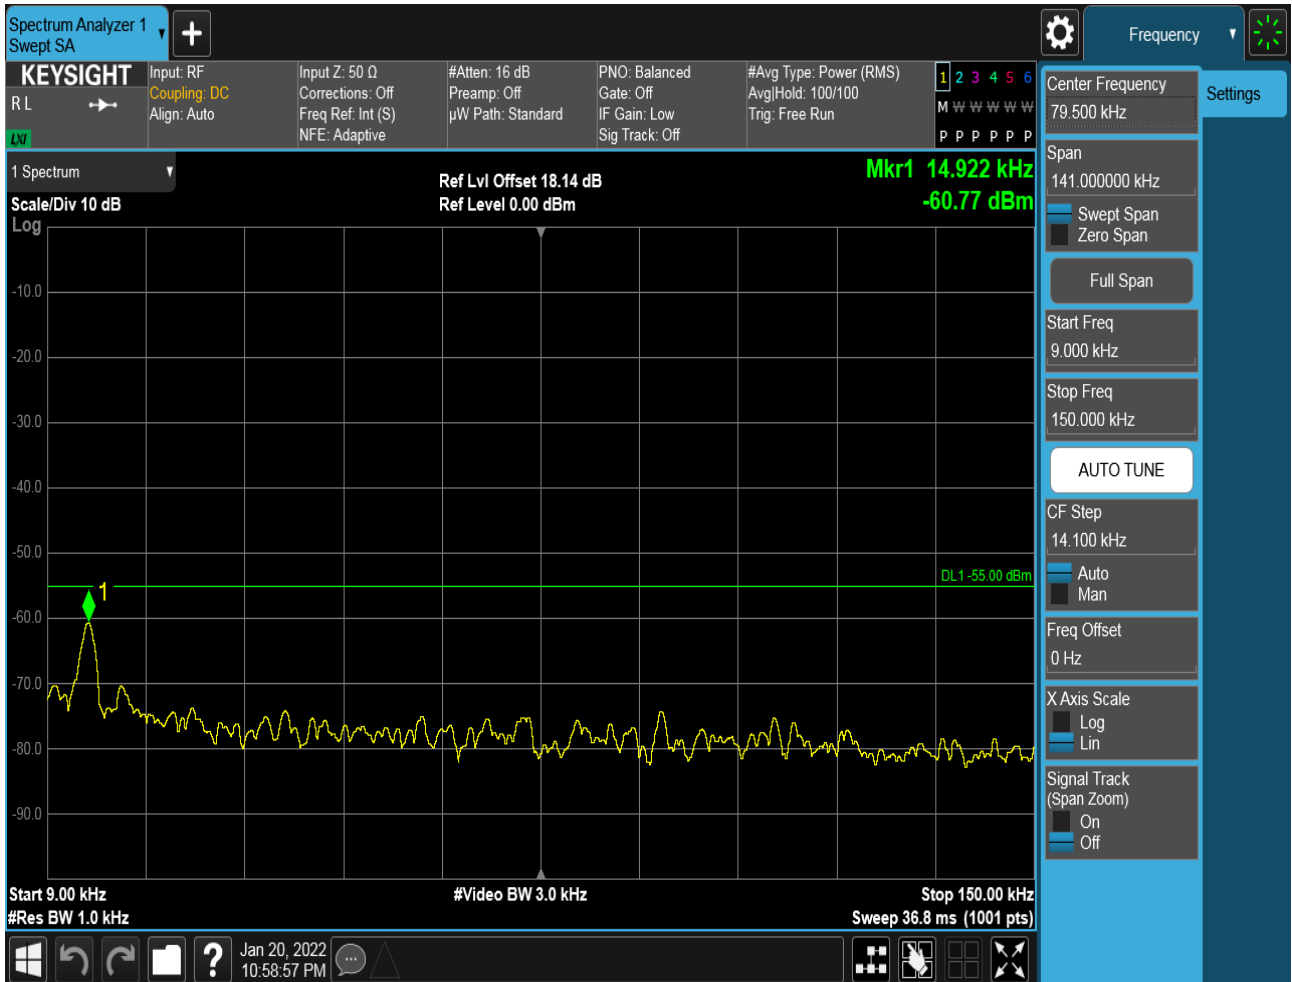 Spectrum Analyzer 1
Swept SA
Frequency
KEYSIGHT
R L
LXI
Input: RF
Coupling: DC
Align: Auto
Input Z: 50 Ω
Corrections: Off
Freq Ref: Int (S)
NFE: Adaptive
#Atten: 16 dB
Preamp: Off
µW Path: Standard
PNO: Balanced
Gate: Off
IF Gain: Low
Sig Track: Off
#Avg Type: Power (RMS)
Avg|Hold: 100/100
Trig: Free Run
1 2 3 4 5 6
M W W W W W
P P P P P P
1 Spectrum
Scale/Div 10 dB
Log
Ref Lvl Offset 18.14 dB
Ref Level 0.00 dBm
Mkr1 14.922 kHz
-60.77 dBm
-10.0
-20.0
-30.0
-40.0
-50.0
DL1 -55.00 dBm
1
-60.0
-70.0
-80.0
-90.0
Start 9.00 kHz
#Video BW 3.0 kHz
Stop 150.00 kHz
#Res BW 1.0 kHz
Sweep 36.8 ms (1001 pts)
?
Jan 20, 2022
10:58:57 PM
Center Frequency
79.500 kHz
Settings
Span
141.000000 kHz
Swept Span
Zero Span
Full Span
Start Freq
9.000 kHz
Stop Freq
150.000 kHz
AUTO TUNE
CF Step
14.100 kHz
Auto
Man
Freq Offset
0 Hz
X Axis Scale
Log
Lin
Signal Track
(Span Zoom)
On
Off